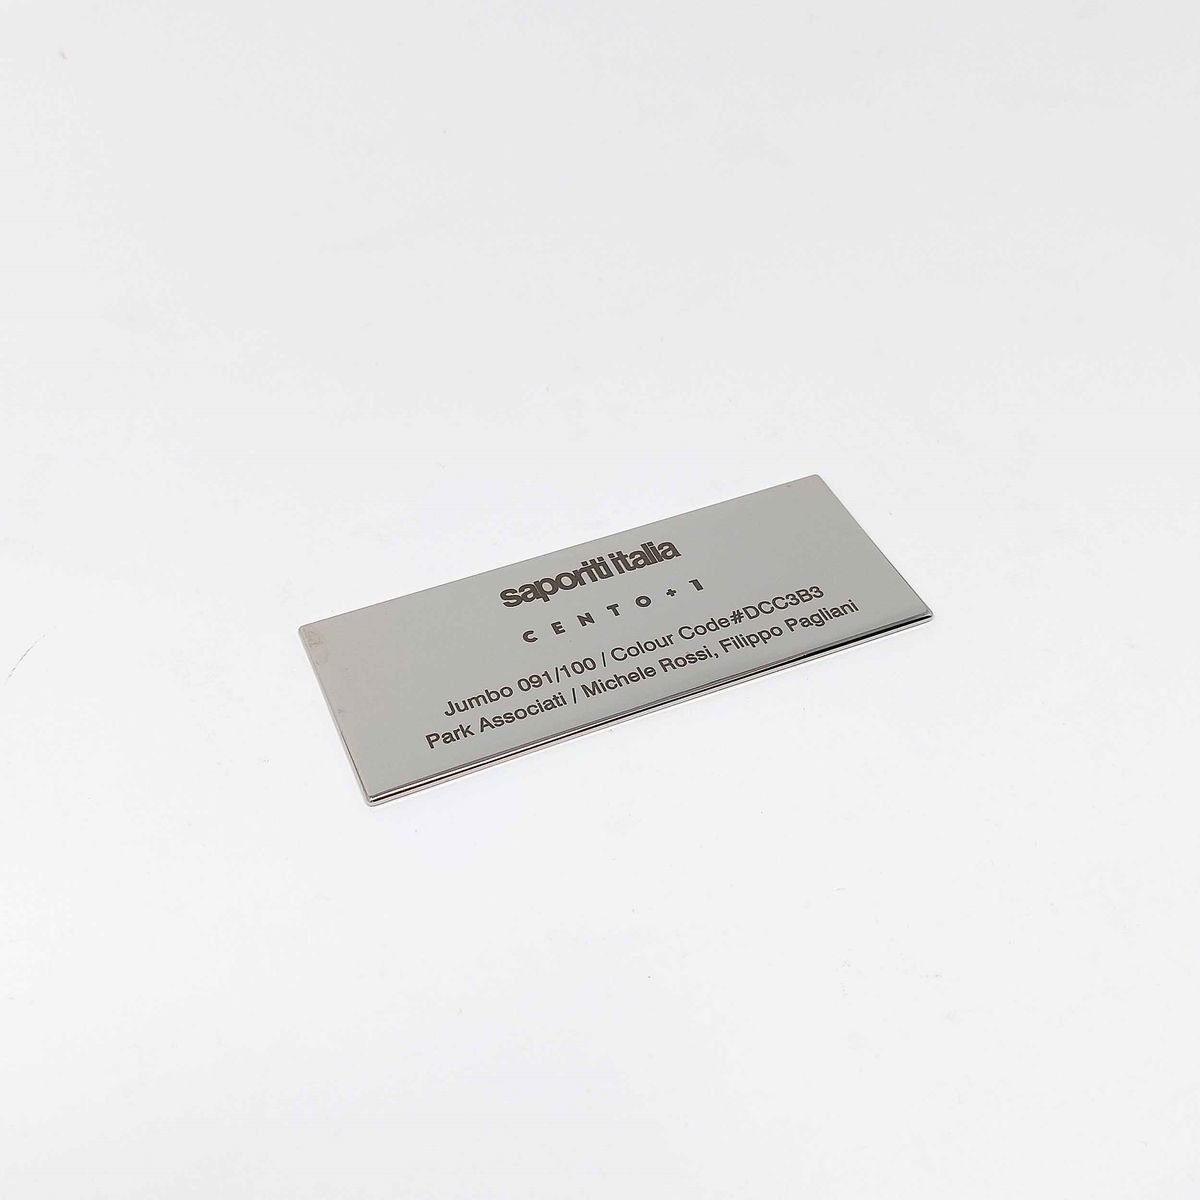 saporiti italia
CENTO+1
Jumbo 091/100 / Colour Code#DCC3B3
Park Associati / Michele Rossi, Filippo Pagliani